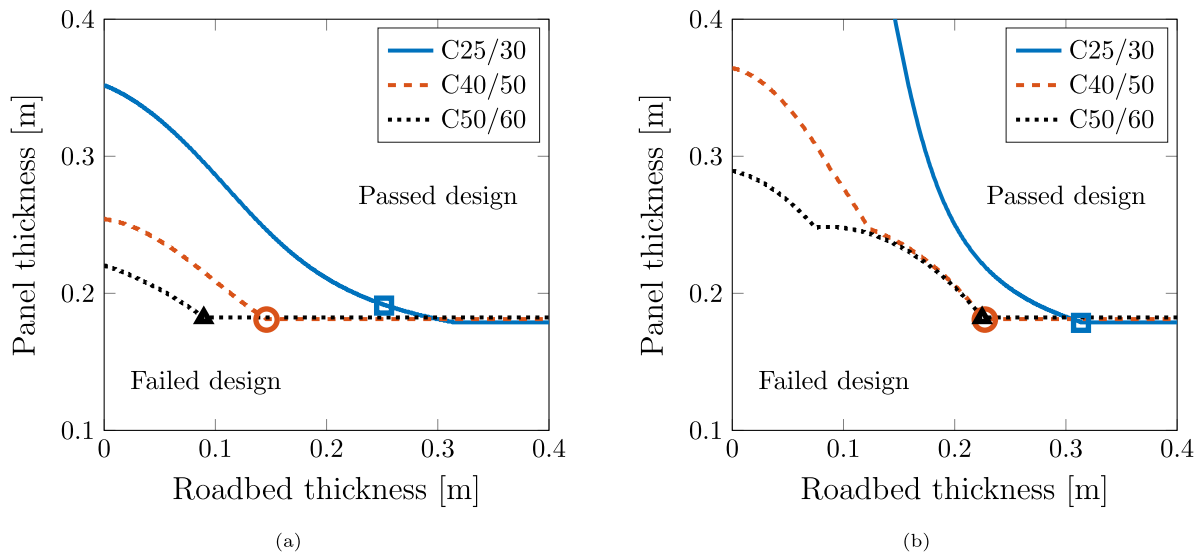 0.4
0.3
0.2
0.1
0
0.1
0.2
0.3
0.4
Panel thickness [m]
Roadbed thickness [m]
C25/30
C40/50
C50/60
Passed design
Failed design
(a)
0.4
0.3
0.2
0.1
0
0.1
0.2
0.3
0.4
Panel thickness [m]
Roadbed thickness [m]
C25/30
C40/50
C50/60
Passed design
Failed design
(b)